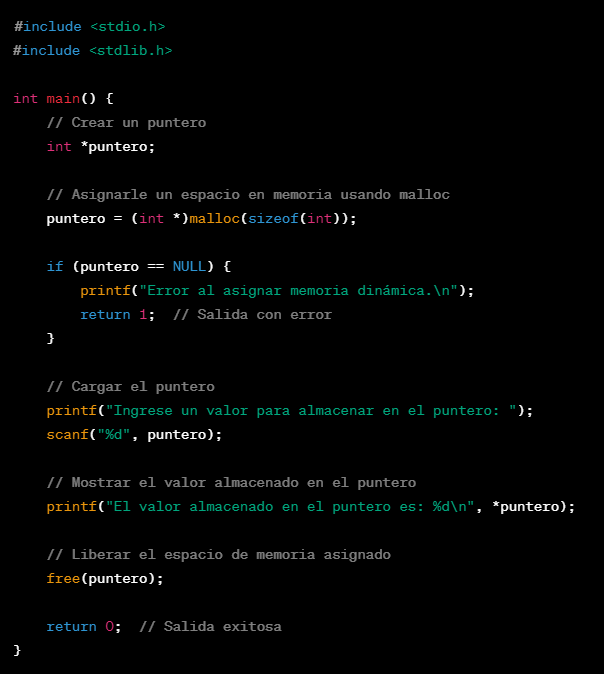 #include <stdio.h>
#include <stdlib.h>
int main() {
// Crear un puntero
int *puntero;
// Asignarle un espacio en memoria usando malloc
puntero = (int *)malloc(sizeof(int));
if (puntero == NULL) {
printf("Error al asignar memoria dinámica.\n");
return 1;  // Salida con error
}
// Cargar el puntero
printf("Ingrese un valor para almacenar en el puntero: ");
scanf("%d", puntero);
// Mostrar el valor almacenado en el puntero
printf("El valor almacenado en el puntero es: %d\n", *puntero);
// Liberar el espacio de memoria asignado
free(puntero);
return 0;  // Salida exitosa
}